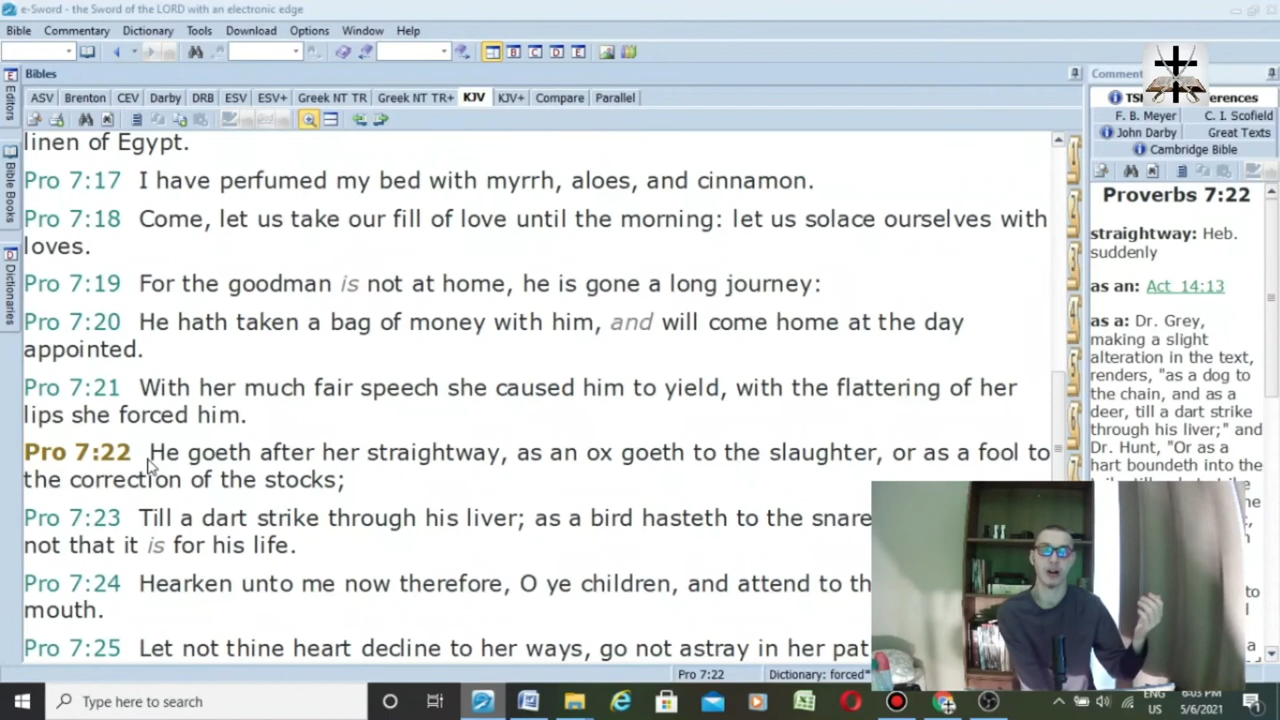 e-Sword - the Sword of the LORD with an electronic edge
Bible Commentary Dictionary Tools Download Options Window Help
Bibles
ASV Brenton CEV Darby DRB ESV ESV+ Greek NT TR Greek NT TR+ KJV KJV+ Compare Parallel
linen of Egypt.
Pro 7:17 I have perfumed my bed with myrrh, aloes, and cinnamon.
Pro 7:18 Come, let us take our fill of love until the morning: let us solace ourselves with
loves.
Pro 7:19 For the goodman is not at home, he is gone a long journey:
Pro 7:20 He hath taken a bag of money with him, and will come home at the day
appointed.
Pro 7:21 With her much fair speech she caused him to yield, with the flattering of her
lips she forced him.
Pro 7:22 He goeth after her straightway, as an ox goeth to the slaughter, or as a fool to
the correction of the stocks;
Pro 7:23 Till a dart strike through his liver; as a bird hasteth to the snare
not that it is for his life.
Pro 7:24 Hearken unto me now therefore, O ye children, and attend to th
mouth.
Pro 7:25 Let not thine heart decline to her ways, go not astray in her pat
Editors
Bible Books
Dictionaries
Comment
TSK erences
F. B. Meyer C. I. Scofield
John Darby Great Texts
Cambridge Bible
Proverbs 7:22
straightway: Heb.
suddenly
as an: Act 14:13
as a: Dr. Grey,
making a slight
alteration in the text,
renders, "as a dog to
the chain, and as a
deer, till a dart strike
through his liver;" and
Dr. Hunt, "Or as a
hart boundeth into the
Pro 7:22 Dictionary: forced"
Type here to search
ENG
US
6:03 PM
5/6/2021